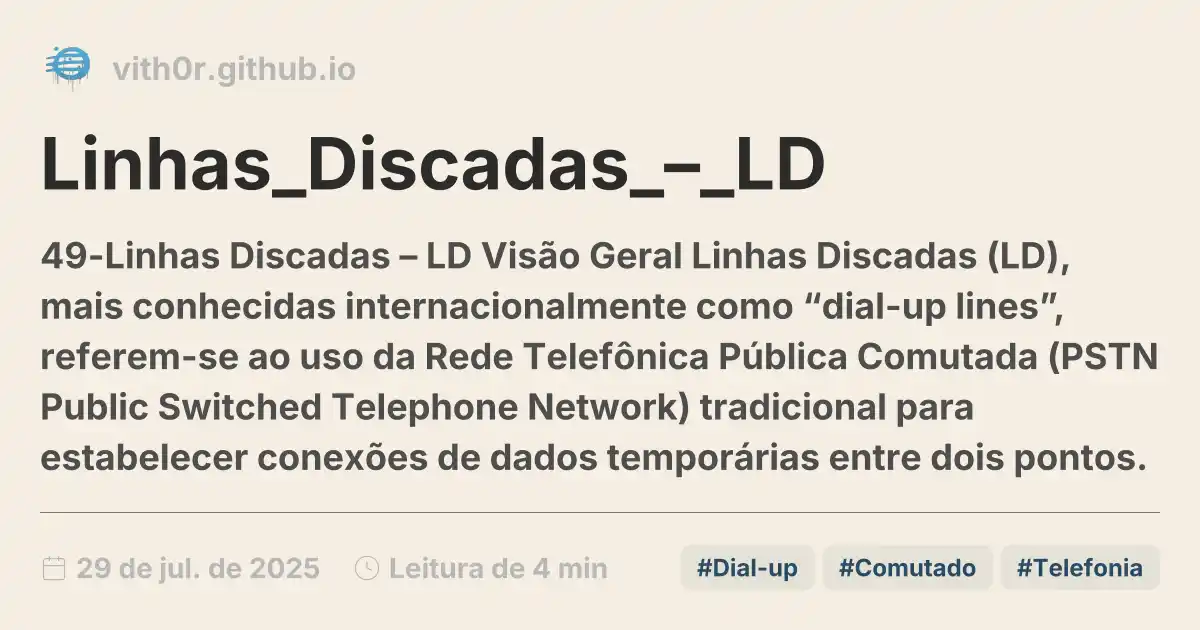 vith0r.github.io
Linhas_Discadas_–_LD
49-Linhas Discadas – LD Visão Geral Linhas Discadas (LD),
mais conhecidas internacionalmente como “dial-up lines”,
referem-se ao uso da Rede Telefônica Pública Comutada (PSTN
Public Switched Telephone Network) tradicional para
estabelecer conexões de dados temporárias entre dois pontos.
29 de jul. de 2025 Leitura de 4 min #Dial-up #Comutado #Telefonia